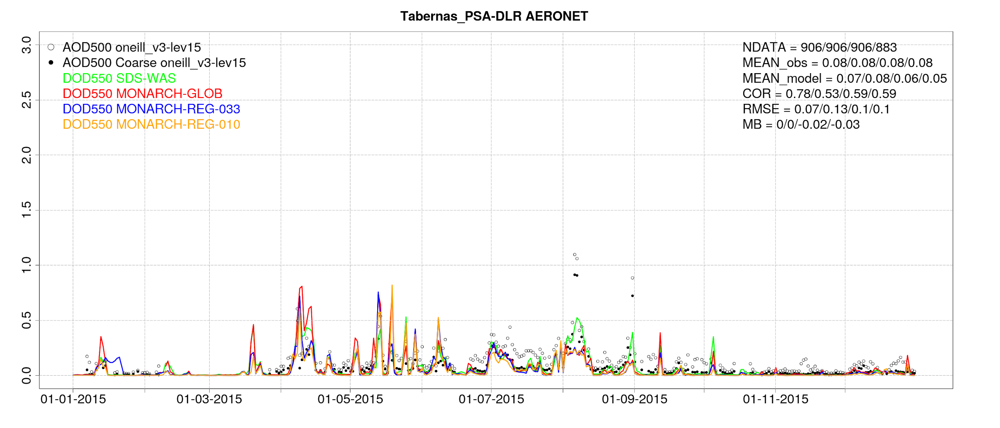 Tabernas_PSA-DLR AERONET
AOD500 oneill_v3-lev15
AOD500 Coarse oneill_v3-lev15
DOD550 SDS-WAS
DOD550 MONARCH-GLOB
DOD550 MONARCH-REG-033
DOD550 MONARCH-REG-010
NDATA = 906/906/906/883
MEAN_obs = 0.08/0.08/0.08/0.08
MEAN_model = 0.07/0.08/0.06/0.05
COR = 0.78/0.53/0.59/0.59
RMSE = 0.07/0.13/0.1/0.1
MB = 0/0/-0.02/-0.03
3.0
2.5
2.0
1.5
1.0
0.5
0.0
01-01-2015
01-03-2015
01-05-2015
01-07-2015
01-09-2015
01-11-2015